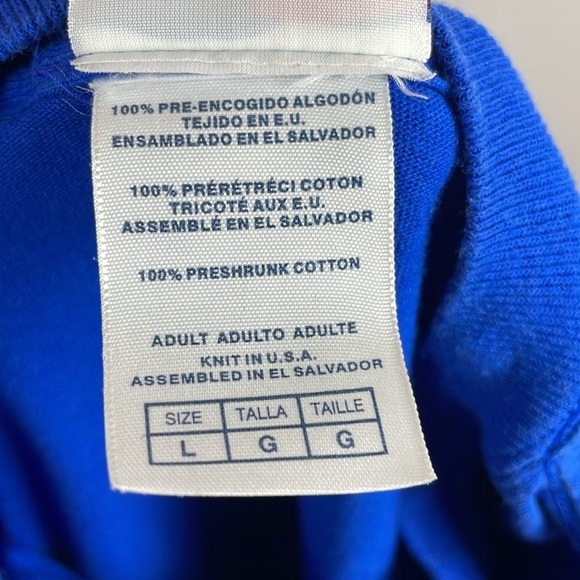 100% PRE-ENCOGIDO ALGODÓN
TEJIDO EN E.U.
ENSAMBLADO EN EL SALVADOR
100% PRÉRÉTRÉCI COTON
TRICOTÉ AUX E.U.
ASSEMBLÉ EN EL SALVADOR
100% PRESHRUNK COTTON
ADULT ADULTO ADULTE
KNIT IN U.S.A.
ASSEMBLED IN EL SALVADOR
SIZE TALLA TAILLE
L G G